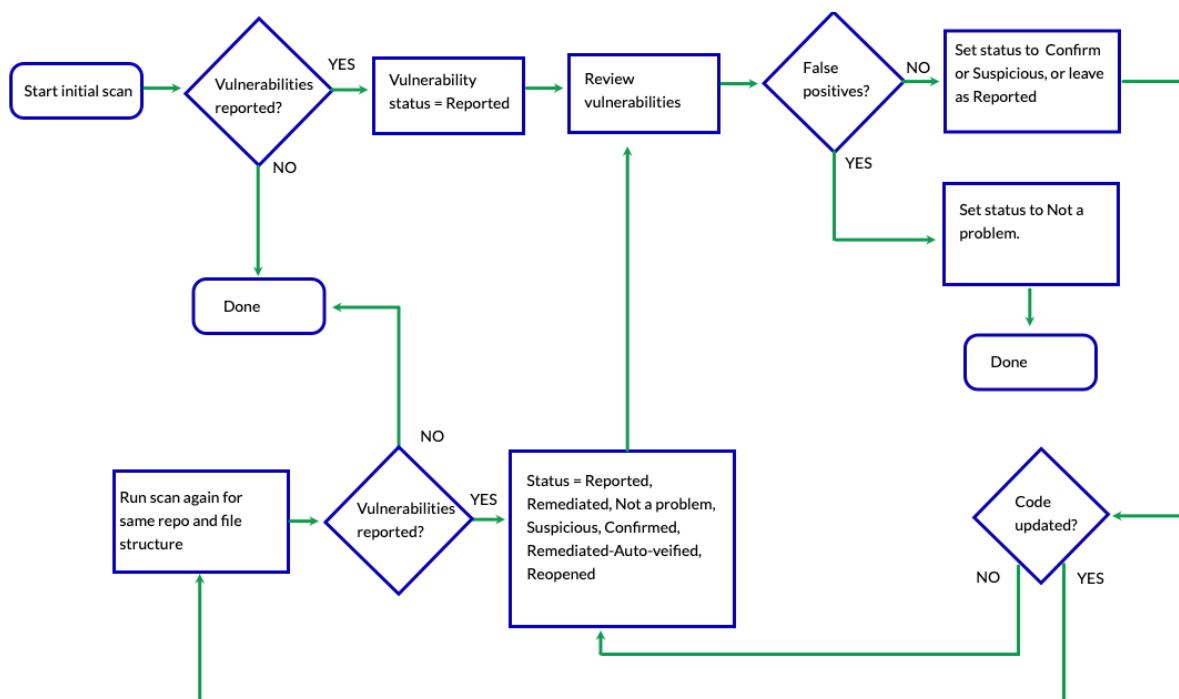 Start initial scan
Vulnerabilities
reported?
YES
NO
Vulnerability
status = Reported
Review
vulnerabilities
False
positives?
NO
YES
Set status to Confirm
or Suspicious, or leave
as Reported
Set status to Not a
problem.
Done
Done
Run scan again for
same repo and file
structure
Vulnerabilities
reported?
NO
YES
Status = Reported,
Remediated, Not a problem,
Suspicious, Confirmed,
Remediated-Auto-veified,
Reopened
Code
updated?
NO
YES